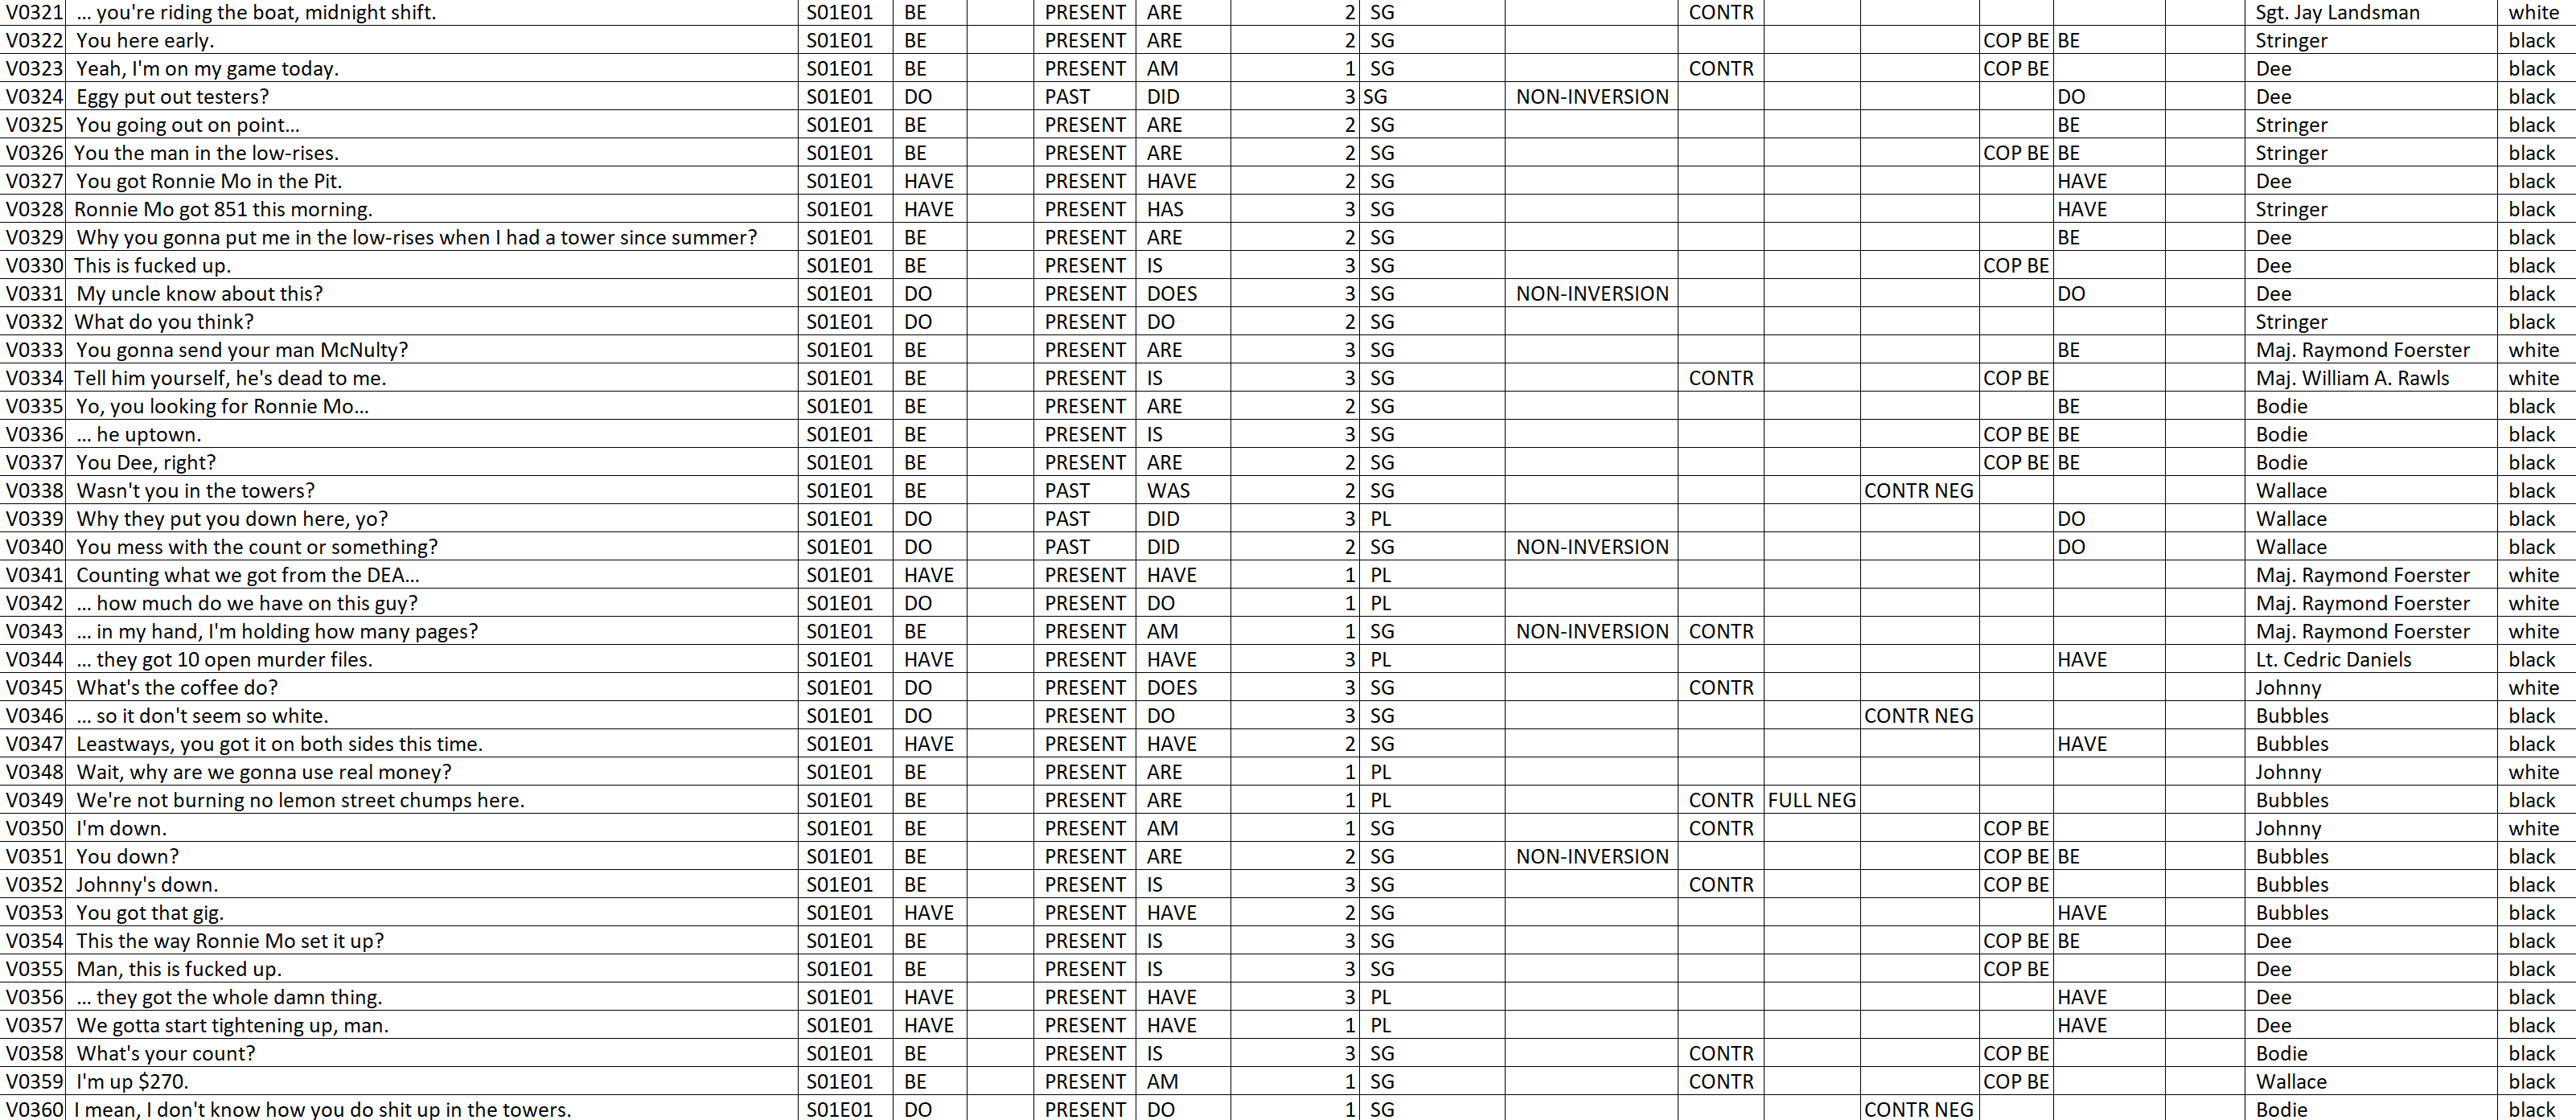 V0321 ... you're riding the boat, midnight shift. S01E01 BE PRESENT ARE 2 SG CONTR Sgt. Jay Landsman white
V0322 You here early. S01E01 BE PRESENT ARE 2 SG COP BE BE Stringer black
V0323 Yeah, I'm on my game today. S01E01 BE PRESENT AM 1 SG CONTR COP BE Dee black
V0324 Eggy put out testers? S01E01 DO PAST DID 3 SG NON-INVERSION DO Dee black
V0325 You going out on point... S01E01 BE PRESENT ARE 2 SG BE Stringer black
V0326 You the man in the low-rises. S01E01 BE PRESENT ARE 2 SG COP BE BE Stringer black
V0327 You got Ronnie Mo in the Pit. S01E01 HAVE PRESENT HAVE 2 SG HAVE Dee black
V0328 Ronnie Mo got 851 this morning. S01E01 HAVE PRESENT HAS 3 SG HAVE Stringer black
V0329 Why you gonna put me in the low-rises when I had a tower since summer? S01E01 BE PRESENT ARE 2 SG BE Dee black
V0330 This is fucked up. S01E01 BE PRESENT IS 3 SG COP BE Dee black
V0331 My uncle know about this? S01E01 DO PRESENT DOES 3 SG NON-INVERSION DO Dee black
V0332 What do you think? S01E01 DO PRESENT DO 2 SG Stringer black
V0333 You gonna send your man McNulty? S01E01 BE PRESENT ARE 3 SG BE Maj. Raymond Foerster white
V0334 Tell him yourself, he's dead to me. S01E01 BE PRESENT IS 3 SG CONTR COP BE Maj. William A. Rawls white
V0335 Yo, you looking for Ronnie Mo... S01E01 BE PRESENT ARE 2 SG BE Bodie black
V0336 ... he uptown. S01E01 BE PRESENT IS 3 SG COP BE BE Bodie black
V0337 You Dee, right? S01E01 BE PRESENT ARE 2 SG COP BE BE Bodie black
V0338 Wasn't you in the towers? S01E01 BE PAST WAS 2 SG CONTR NEG Wallace black
V0339 Why they put you down here, yo? S01E01 DO PAST DID 3 PL DO Wallace black
V0340 You mess with the count or something? S01E01 DO PAST DID 2 SG NON-INVERSION DO Wallace black
V0341 Counting what we got from the DEA... S01E01 HAVE PRESENT HAVE 1 PL Maj. Raymond Foerster white
V0342 ... how much do we have on this guy? S01E01 DO PRESENT DO 1 PL Maj. Raymond Foerster white
V0343 ... in my hand, I'm holding how many pages? S01E01 BE PRESENT AM 1 SG NON-INVERSION CONTR Maj. Raymond Foerster white
V0344 ... they got 10 open murder files. S01E01 HAVE PRESENT HAVE 3 PL HAVE Lt. Cedric Daniels black
V0345 What's the coffee do? S01E01 DO PRESENT DOES 3 SG CONTR Johnny white
V0346 ... so it don't seem so white. S01E01 DO PRESENT DO 3 SG CONTR NEG Bubbles black
V0347 Leastways, you got it on both sides this time. S01E01 HAVE PRESENT HAVE 2 SG HAVE Bubbles black
V0348 Wait, why are we gonna use real money? S01E01 BE PRESENT ARE 1 PL Johnny white
V0349 We're not burning no lemon street chumps here. S01E01 BE PRESENT ARE 1 PL CONTR FULL NEG Bubbles black
V0350 I'm down. S01E01 BE PRESENT AM 1 SG CONTR COP BE Johnny white
V0351 You down? S01E01 BE PRESENT ARE 2 SG NON-INVERSION COP BE BE Bubbles black
V0352 Johnny's down. S01E01 BE PRESENT IS 3 SG CONTR COP BE Bubbles black
V0353 You got that gig. S01E01 HAVE PRESENT HAVE 2 SG HAVE Bubbles black
V0354 This the way Ronnie Mo set it up? S01E01 BE PRESENT IS 3 SG COP BE BE Dee black
V0355 Man, this is fucked up. S01E01 BE PRESENT IS 3 SG COP BE Dee black
V0356 ... they got the whole damn thing. S01E01 HAVE PRESENT HAVE 3 PL HAVE Dee black
V0357 We gotta start tightening up, man. S01E01 HAVE PRESENT HAVE 1 PL HAVE Dee black
V0358 What's your count? S01E01 BE PRESENT IS 3 SG CONTR COP BE Bodie black
V0359 I'm up $270. S01E01 BE PRESENT AM 1 SG CONTR COP BE Wallace black
V0360 I mean, I don't know how you do shit up in the towers. S01E01 DO PRESENT DO 1 SG CONTR NEG Bodie black